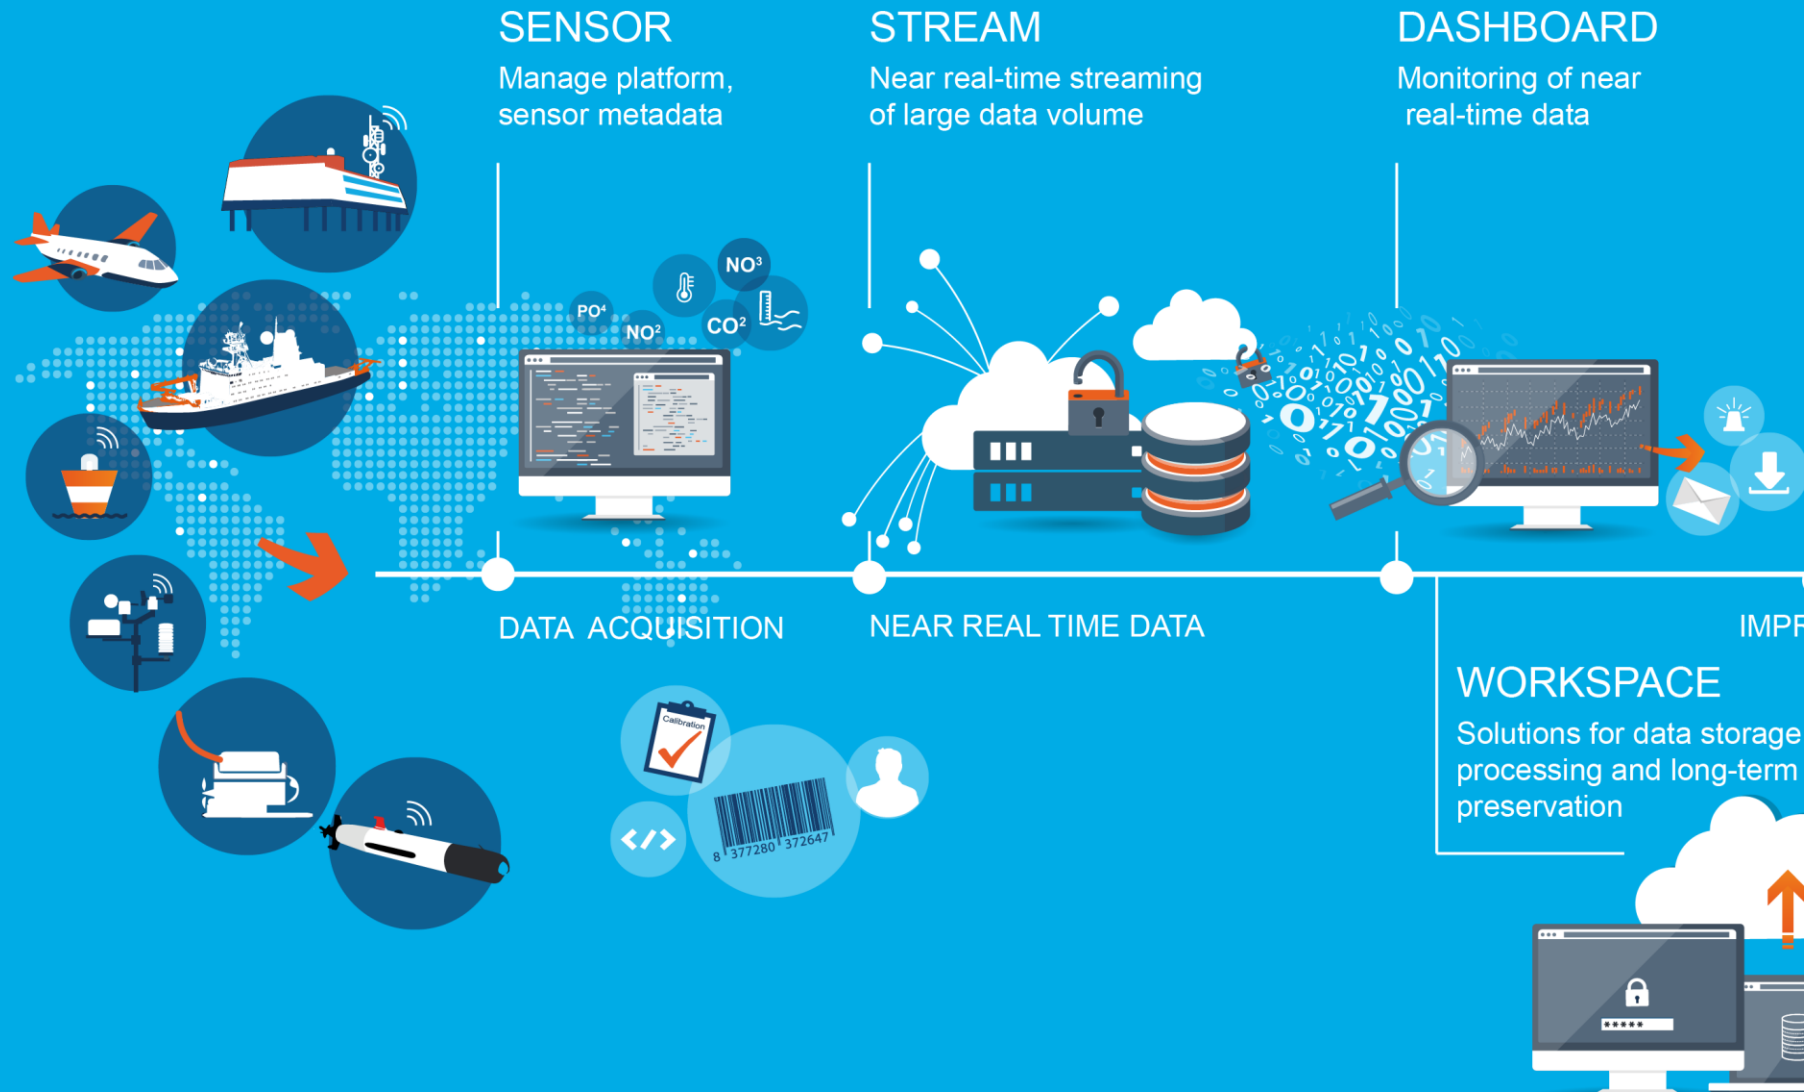 SENSOR
Manage platform,
sensor metadata
STREAM
Near real-time streaming
of large data volume
DASHBOARD
Monitoring of near
real-time data
NO³
PO⁴
NO²
CO²
DATA ACQUISITION
NEAR REAL TIME DATA
IMPR
WORKSPACE
Solutions for data storage
processing and long-term
preservation
Calibration
</>
8 377280 372647
*****